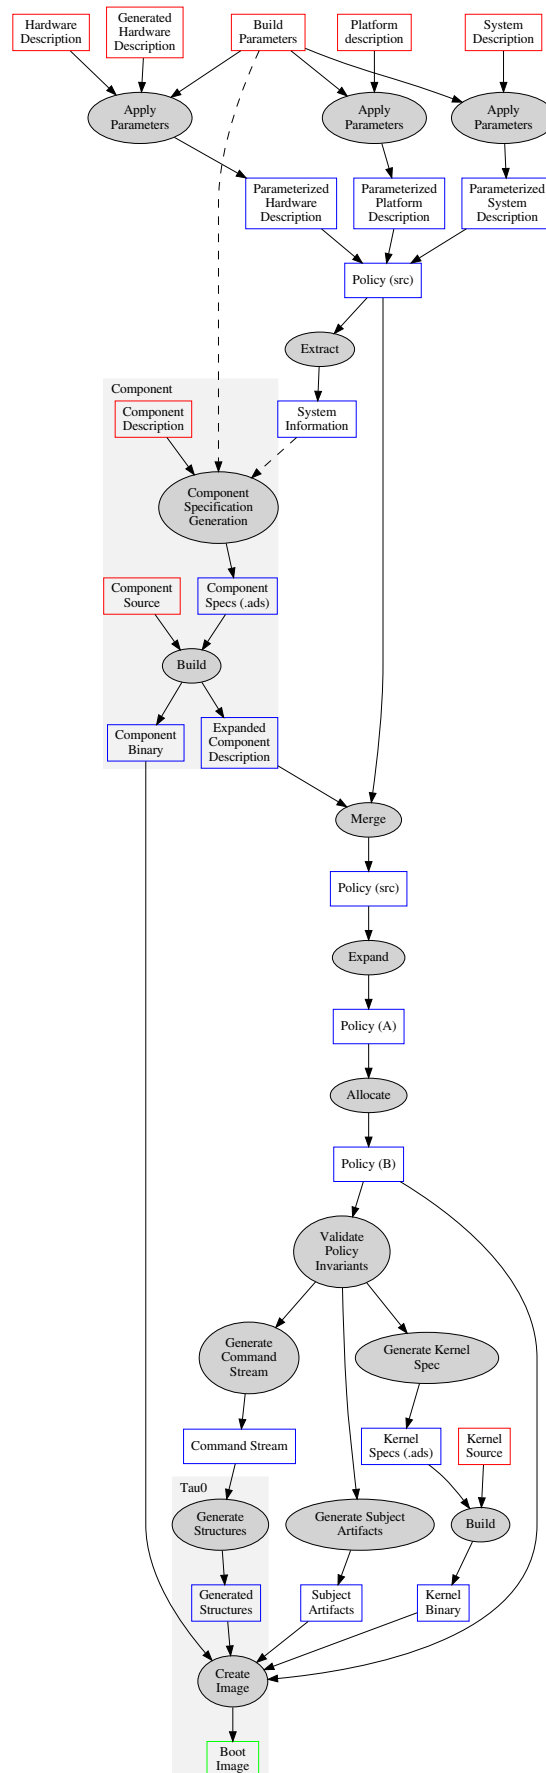 Hardware
Description
Generated
Hardware
Description
Build
Parameters
Platform
description
System
Description
Apply
Parameters
Apply
Parameters
Apply
Parameters
Parameterized
Hardware
Description
Parameterized
Platform
Description
Parameterized
System
Description
Policy (src)
Extract
Component
Component
Description
System
Information
Component
Specification
Generation
Component
Source
Component
Specs (.ads)
Build
Component
Binary
Expanded
Component
Description
Merge
Policy (src)
Expand
Policy (A)
Allocate
Policy (B)
Validate
Policy
Invariants
Generate
Command
Stream
Generate Kernel
Spec
Command Stream
Kernel
Specs (.ads)
Kernel
Source
Tau0
Generate
Structures
Generate Subject
Artifacts
Build
Generated
Structures
Subject
Artifacts
Kernel
Binary
Create
Image
Boot
Image